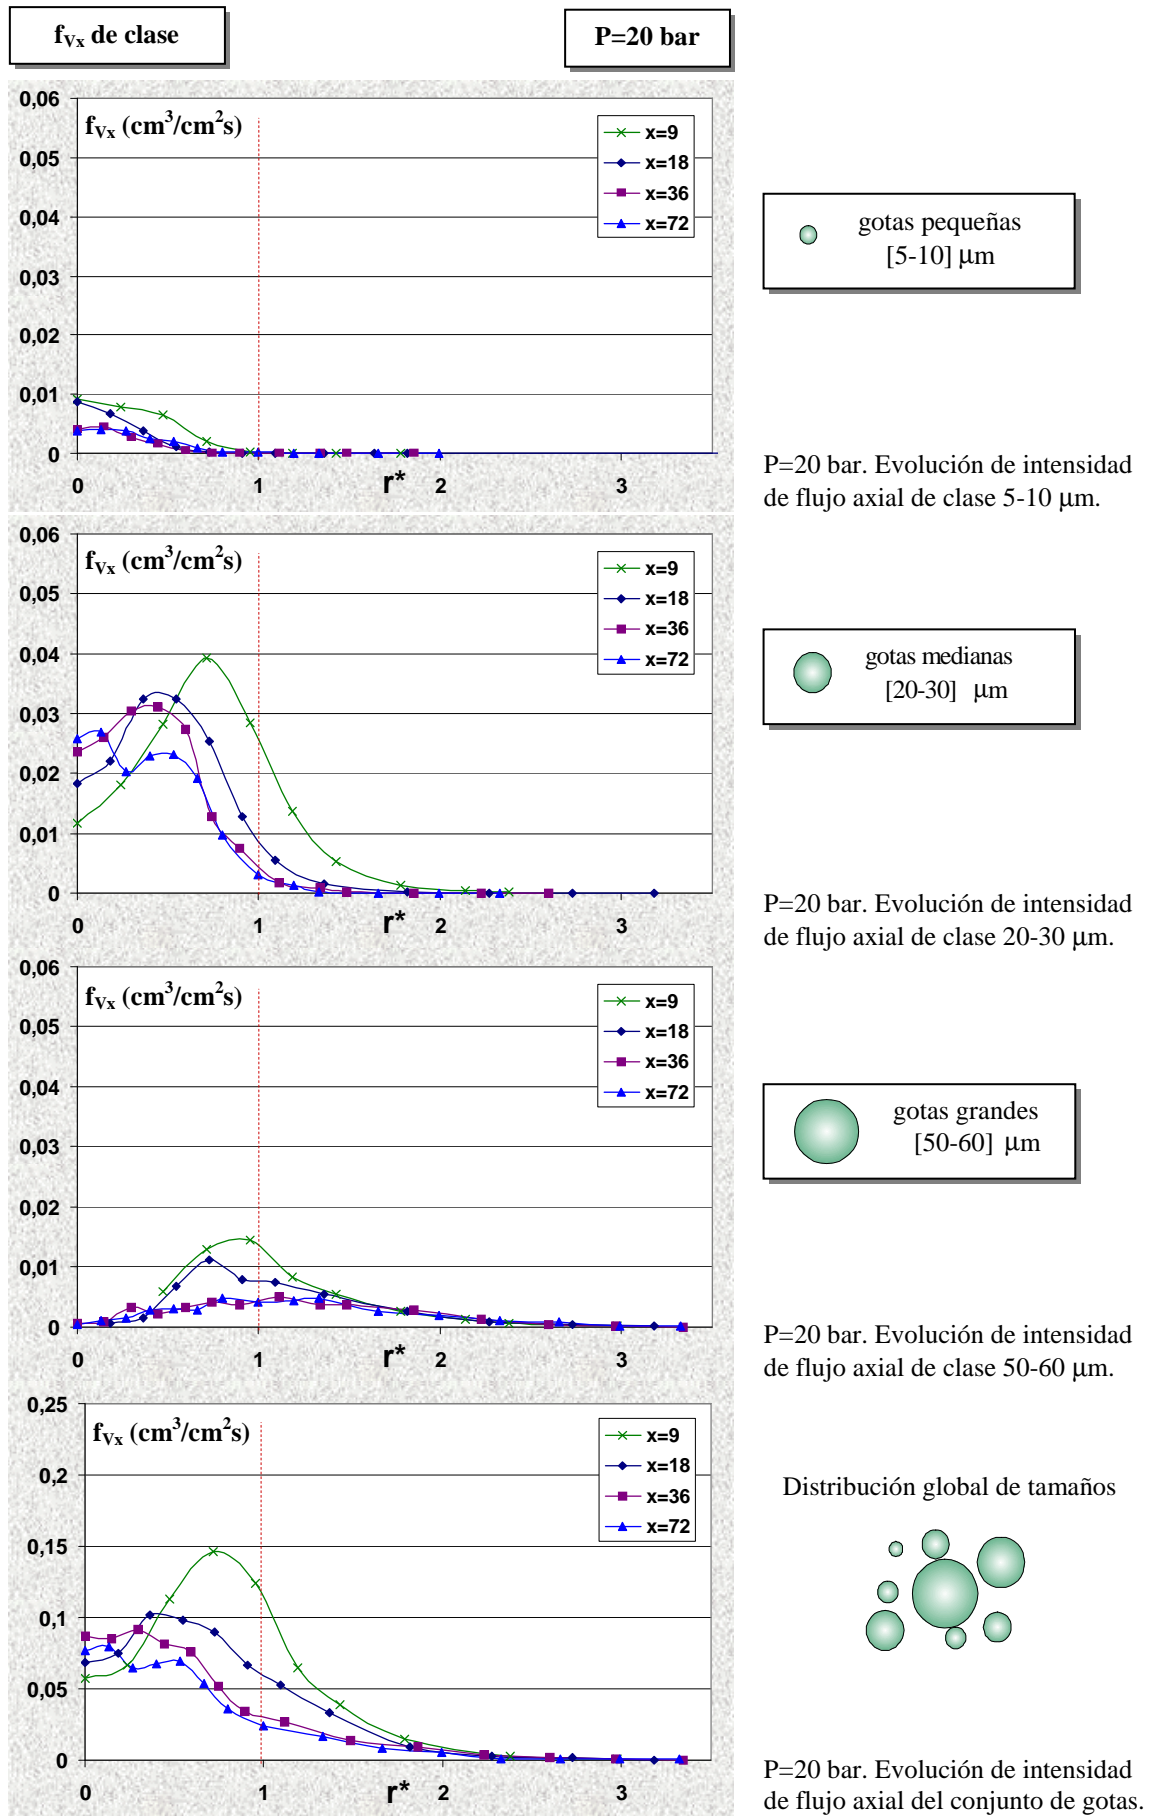 f_Vx de clase
P=20 bar
0,06
0,05
0,04
0,03
0,02
0,01
0
f_Vx (cm³/cm²s)
x=9
x=18
x=36
x=72
0 1 r* 2 3
gotas pequeñas
[5-10] μm
P=20 bar. Evolución de intensidad
de flujo axial de clase 5-10 μm.
0,06
0,05
0,04
0,03
0,02
0,01
0
f_Vx (cm³/cm²s)
x=9
x=18
x=36
x=72
0 1 r* 2 3
gotas medianas
[20-30] μm
P=20 bar. Evolución de intensidad
de flujo axial de clase 20-30 μm.
0,06
0,05
0,04
0,03
0,02
0,01
0
f_Vx (cm³/cm²s)
x=9
x=18
x=36
x=72
0 1 r* 2 3
gotas grandes
[50-60] μm
P=20 bar. Evolución de intensidad
de flujo axial de clase 50-60 μm.
0,25
0,2
0,15
0,1
0,05
0
f_Vx (cm³/cm²s)
x=9
x=18
x=36
x=72
0 1 r* 2 3
Distribución global de tamaños
P=20 bar. Evolución de intensidad
de flujo axial del conjunto de gotas.